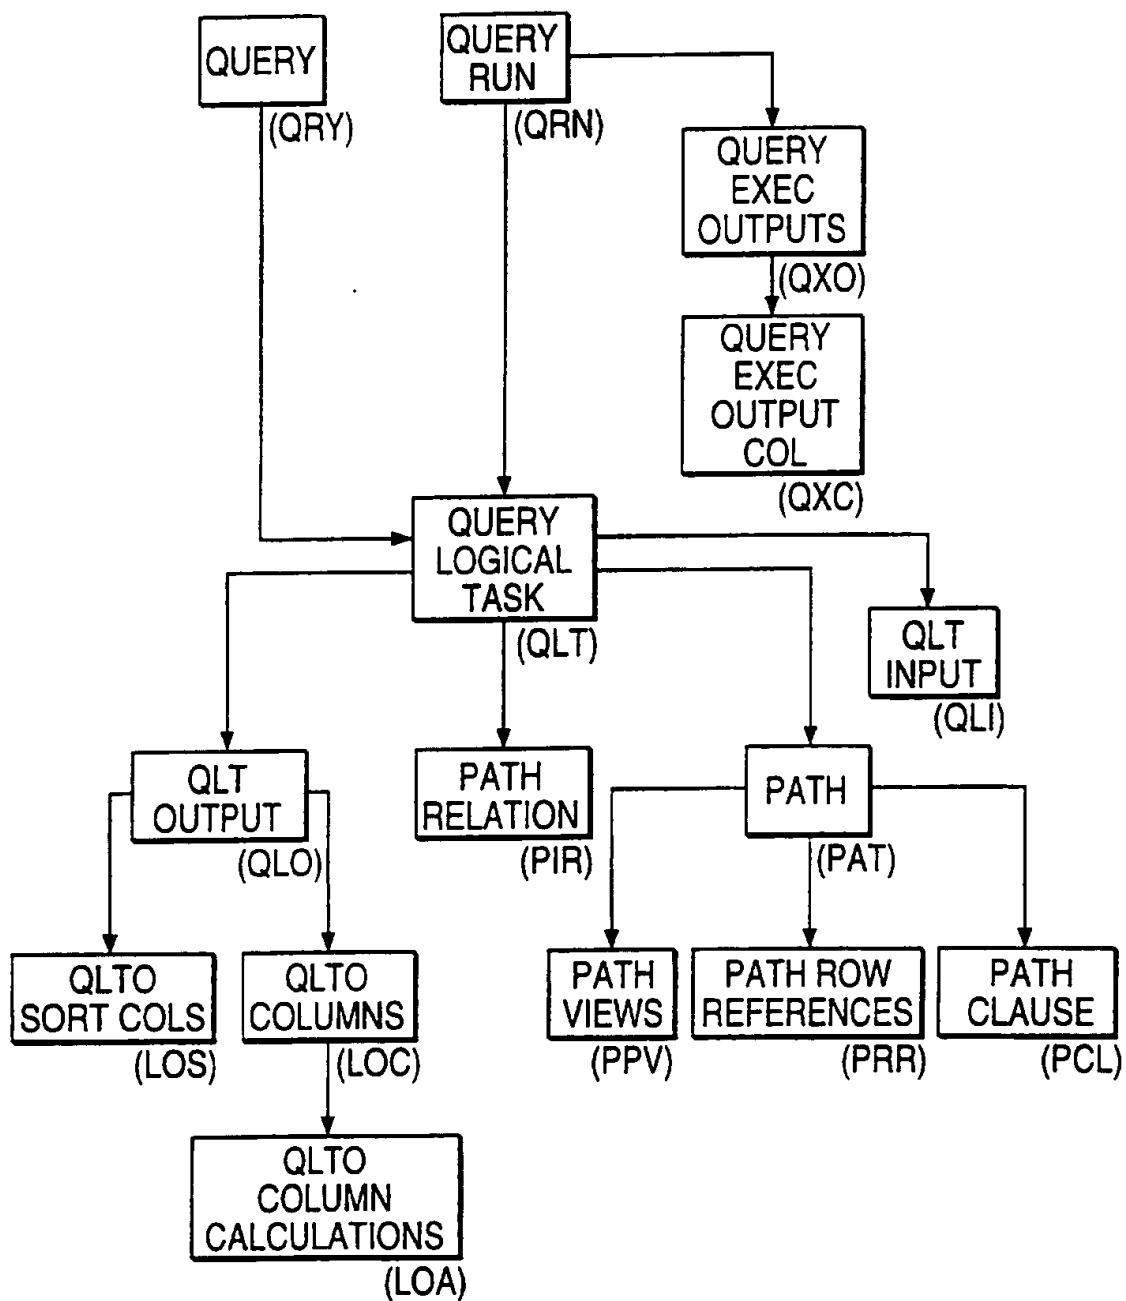 QUERY
(QRY)
QUERY
RUN
(QRN)
QUERY
EXEC
OUTPUTS
(QXO)
QUERY
EXEC
OUTPUT
COL
(QXC)
QUERY
LOGICAL
TASK
(QLT)
QLT
INPUT
(QLI)
QLT
OUTPUT
(QLO)
PATH
RELATION
(PIR)
PATH
(PAT)
QLTO
SORT COLS
(LOS)
QLTO
COLUMNS
(LOC)
PATH
VIEWS
(PPV)
PATH ROW
REFERENCES
(PRR)
PATH
CLAUSE
(PCL)
QLTO
COLUMN
CALCULATIONS
(LOA)